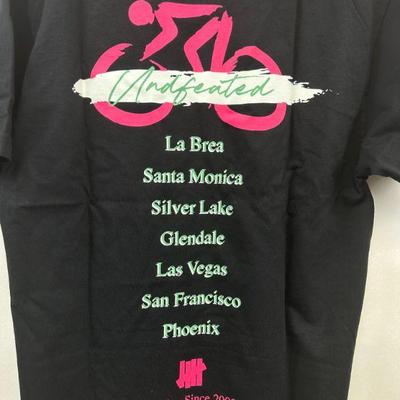 Undfeated
La Brea
Santa Monica
Silver Lake
Glendale
Las Vegas
San Francisco
Phoenix
Since